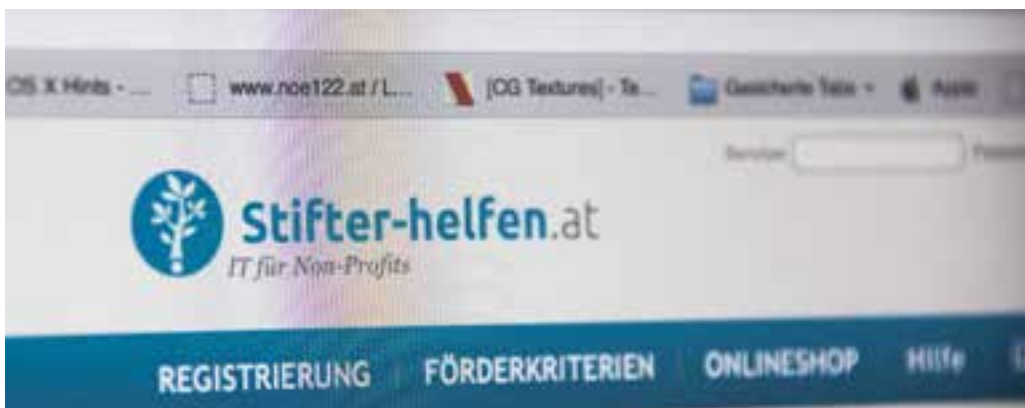 OS X Hints - ... www.noe122.at / L... [CG Textures] - Te... Gesicherte Tabs Apple
Benutzer
Stifter-helfen.at
IT für Non-Profits
REGISTRIERUNG FÖRDERKRITERIEN ONLINESHOP Hilfe